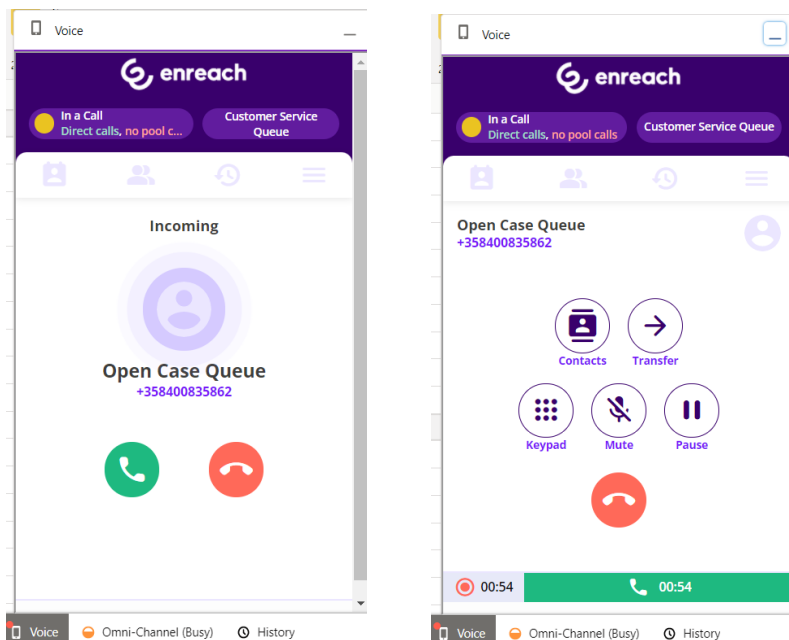 Voice
enreach
In a Call
Direct calls, no pool c...
Customer Service
Queue
Incoming
Open Case Queue
+358400835862
Voice
Omni-Channel (Busy)
History
Voice
enreach
In a Call
Direct calls, no pool calls
Customer Service Queue
Open Case Queue
+358400835862
Contacts
Transfer
Keypad
Mute
Pause
00:54
00:54
Voice
Omni-Channel (Busy)
History